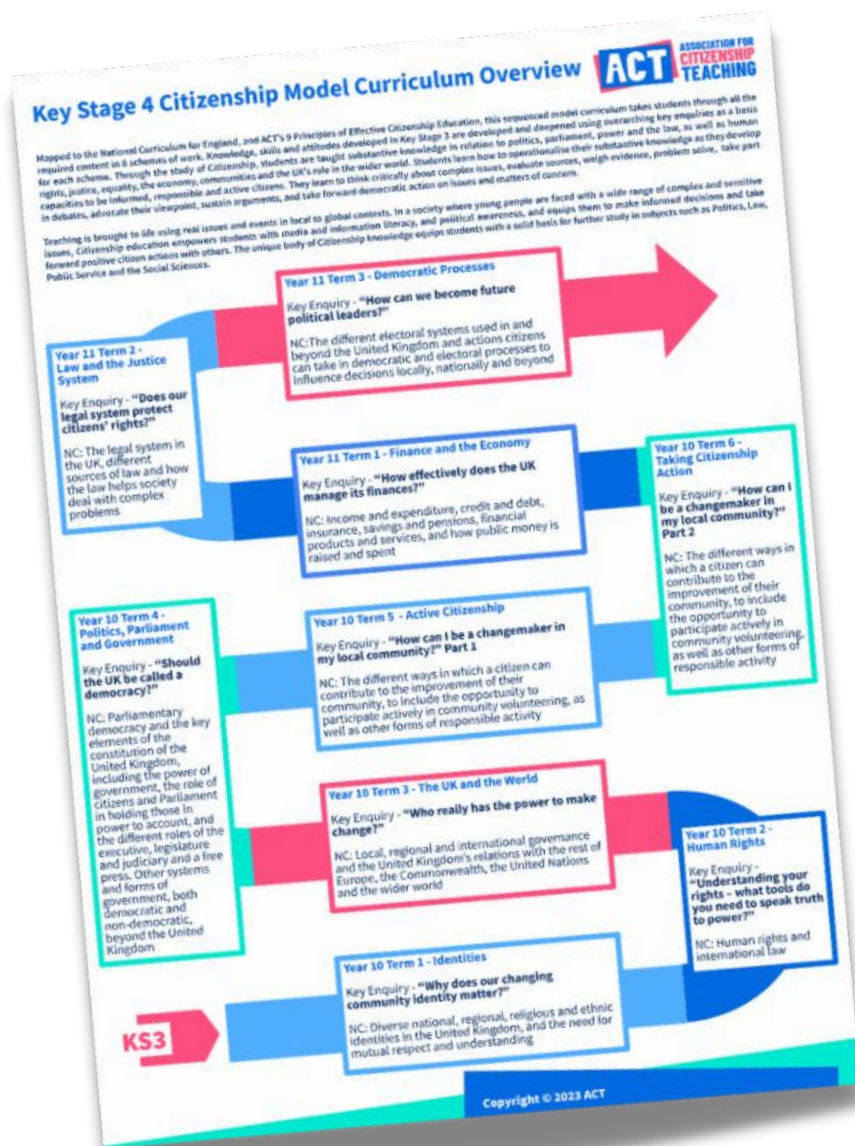 Key Stage 4 Citizenship Model Curriculum Overview
ACT
ASSOCIATION FOR
CITIZENSHIP
TEACHING
Mapped to the National Curriculum for England, and ACT's 9 Principles of Effective Citizenship Education, this sequenced model curriculum takes students through all the
required content in 8 schemes of work. Knowledge, skills and attitudes developed in Key Stage 3 are developed and deepened using overarching key enquiries as a basis
for each scheme. Through the study of Citizenship, students are taught substantive knowledge in relation to politics, parliament, power and the law, as well as human
rights, justice, equality, the economy, communities and the UK's role in the wider world. Students learn how to operationalise their substantive knowledge as they develop
capacities to be informed, responsible and active citizens. They learn to think critically about complex issues, evaluate sources, weigh evidence, problem solve, take part
in debates, advocate their viewpoint, sustain arguments, and take forward democratic action on issues and matters of concern.
Teaching is brought to life using real issues and events in local to global contexts. In a society where young people are faced with a wide range of complex and sensitive
issues, Citizenship education empowers students with media and information literacy, and political awareness, and equips them to make informed decisions and take
forward positive citizen actions with others. The unique body of Citizenship knowledge equips students with a solid basis for further study in subjects such as Politics, Law,
Public Service and the Social Sciences.
Year 11 Term 3 - Democratic Processes
Key Enquiry - "How can we become future
political leaders?"
NC:The different electoral systems used in and
beyond the United Kingdom and actions citizens
can take in democratic and electoral processes to
influence decisions locally, nationally and beyond
Year 11 Term 2 -
Law and the Justice
System
Key Enquiry - "Does our
legal system protect
citizens' rights?"
NC: The legal system in
the UK, different
sources of law and how
the law helps society
deal with complex
problems
Year 11 Term 1 - Finance and the Economy
Key Enquiry - "How effectively does the UK
manage its finances?"
NC: Income and expenditure, credit and debt,
insurance, savings and pensions, financial
products and services, and how public money is
raised and spent
Year 10 Term 6 -
Taking Citizenship
Action
Key Enquiry - "How can I
be a changemaker in
my local community?"
Part 2
NC: The different ways in
which a citizen can
contribute to the
improvement of their
community, to include
the opportunity to
participate actively in
community volunteering,
as well as other forms of
responsible activity
Year 10 Term 4 -
Politics, Parliament
and Government
Key Enquiry - "Should
the UK be called a
democracy?"
NC: Parliamentary
democracy and the key
elements of the
constitution of the
United Kingdom,
including the power of
government, the role of
citizens and Parliament
in holding those in
power to account, and
the different roles of the
executive, legislature
and judiciary and a free
press. Other systems
and forms of
government, both
democratic and
non-democratic,
beyond the United
Kingdom
Year 10 Term 5 - Active Citizenship
Key Enquiry - "How can I be a changemaker in
my local community?" Part 1
NC: The different ways in which a citizen can
contribute to the improvement of their
community, to include the opportunity to
participate actively in community volunteering, as
well as other forms of responsible activity
Year 10 Term 3 - The UK and the World
Key Enquiry - "Who really has the power to make
change?"
NC: Local, regional and international governance
and the United Kingdom's relations with the rest of
Europe, the Commonwealth, the United Nations
and the wider world
Year 10 Term 2 -
Human Rights
Key Enquiry -
"Understanding your
rights – what tools do
you need to speak truth
to power?"
NC: Human rights and
international law
Year 10 Term 1 - Identities
Key Enquiry - "Why does our changing
community identity matter?"
NC: Diverse national, regional, religious and ethnic
identities in the United Kingdom, and the need for
mutual respect and understanding
KS3
Copyright © 2023 ACT